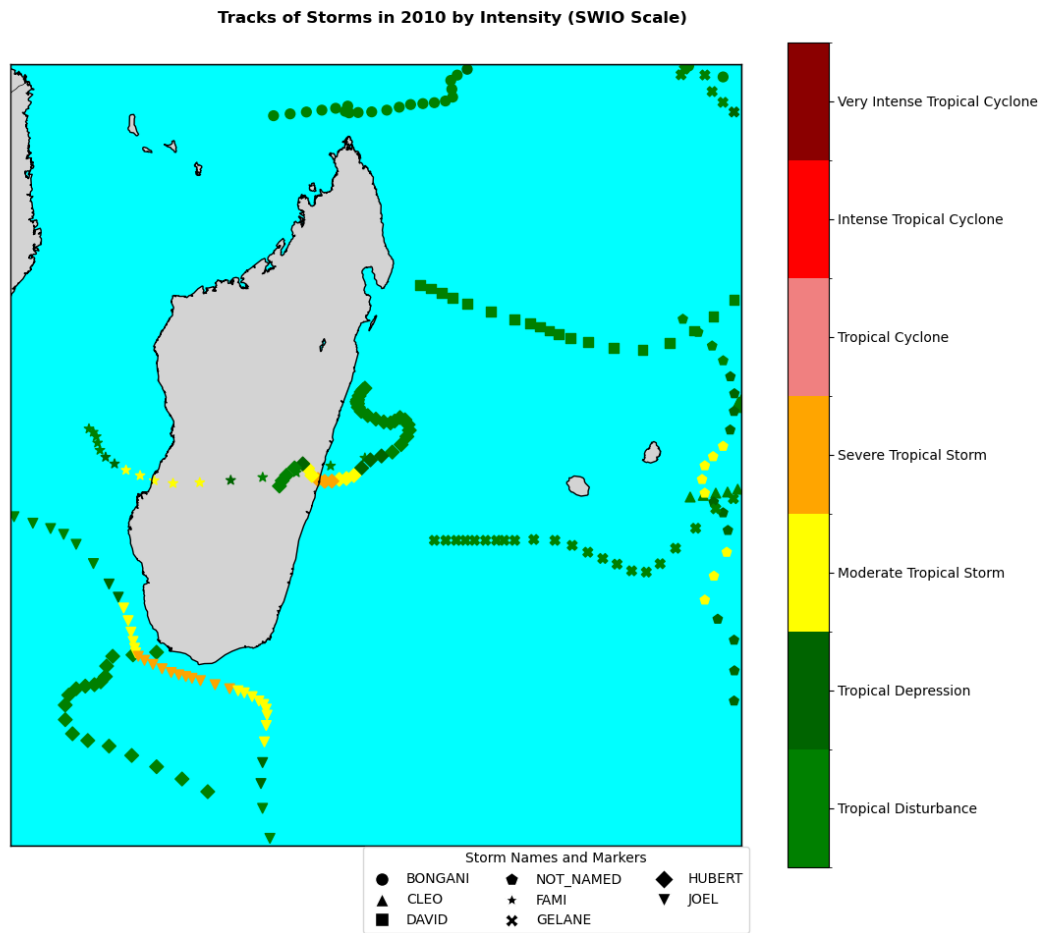 Tracks of Storms in 2010 by Intensity (SWIO Scale)
Very Intense Tropical Cyclone
Intense Tropical Cyclone
Tropical Cyclone
Severe Tropical Storm
Moderate Tropical Storm
Tropical Depression
Tropical Disturbance
Storm Names and Markers
BONGANI NOT_NAMED HUBERT
CLEO FAMI JOEL
DAVID GELANE